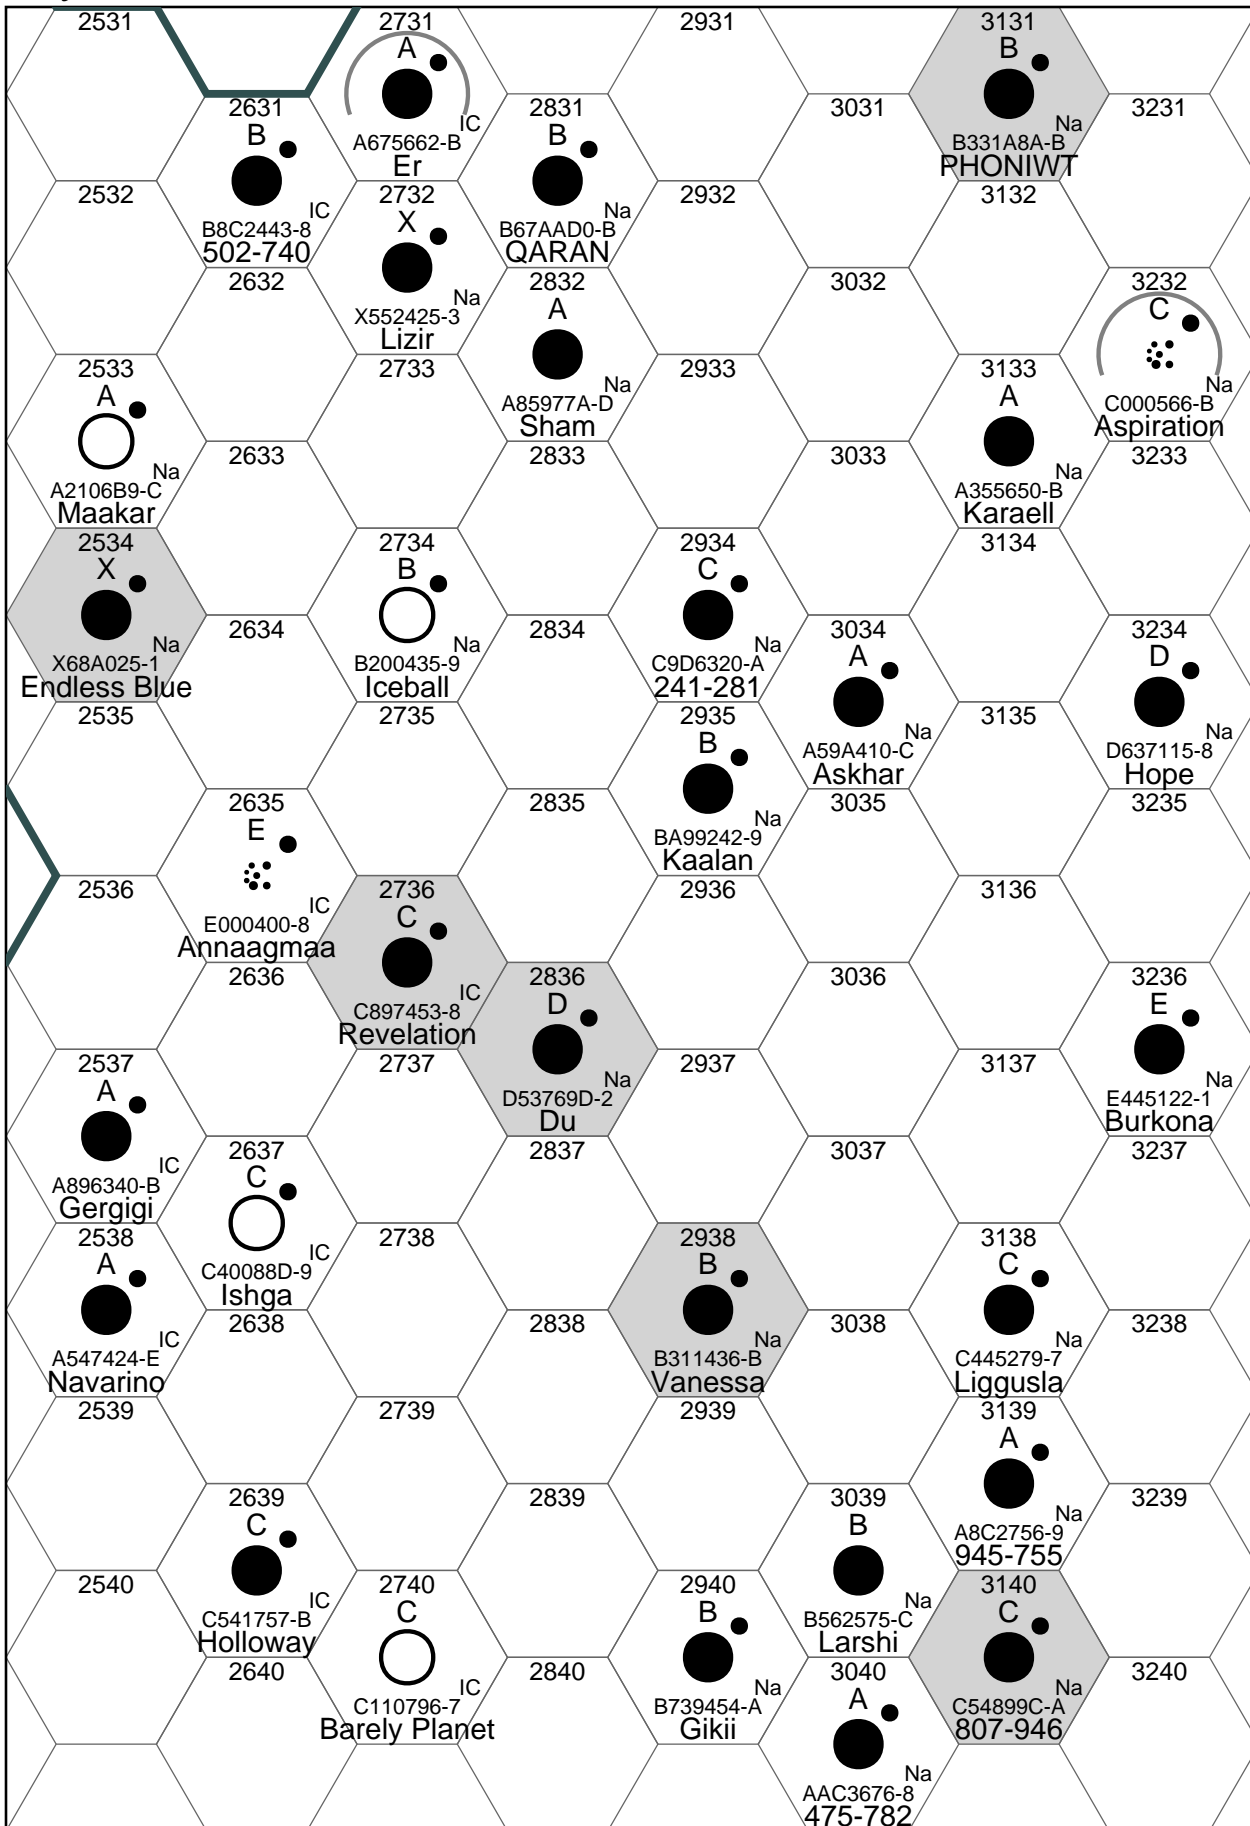 2531
2731
A
IC
A675662-B
Er
2931
3131
B
Na
B331A8A-B
PHONIWT
2631
B
IC
B8C2443-8
502-740
2831
B
Na
B67AAD0-B
QARAN
3031
3231
2532
2732
X
Na
X552425-3
Lizir
2932
3132
2632
2832
A
Na
A85977A-D
Sham
3032
3232
C
Na
C000566-B
Aspiration
2533
A
Na
A2106B9-C
Maakar
2733
2933
3133
A
Na
A355650-B
Karaell
2633
2833
3033
3233
2534
X
Na
X68A025-1
Endless Blue
2734
B
Na
B200435-9
Iceball
2934
C
Na
C9D6320-A
241-281
3134
2634
2834
3034
A
Na
A59A410-C
Askhar
3234
D
Na
D637115-8
Hope
2535
2735
2935
B
Na
BA99242-9
Kaalan
3135
2635
E
IC
E000400-8
Annaagmaa
2835
3035
3235
2536
2736
C
IC
C897453-8
Revelation
2936
3136
2636
2836
D
Na
D53769D-2
Du
3036
3236
E
Na
E445122-1
Burkona
2537
A
IC
A896340-B
Gergigi
2737
2937
3137
2637
C
IC
C40088D-9
Ishga
2837
3037
3237
2538
A
IC
A547424-E
Navarino
2738
2938
B
Na
B311436-B
Vanessa
3138
C
Na
C445279-7
Liggusla
2638
2838
3038
3238
2539
2739
2939
3139
A
Na
A8C2756-9
945-755
2639
C
IC
C541757-B
Holloway
2839
3039
B
Na
B562575-C
Larshi
3239
2540
2740
C
IC
C110796-7
Barely Planet
2940
B
Na
B739454-A
Gikii
3140
C
Na
C54899C-A
807-946
2640
2840
3040
A
Na
AAC3676-8
475-782
3240